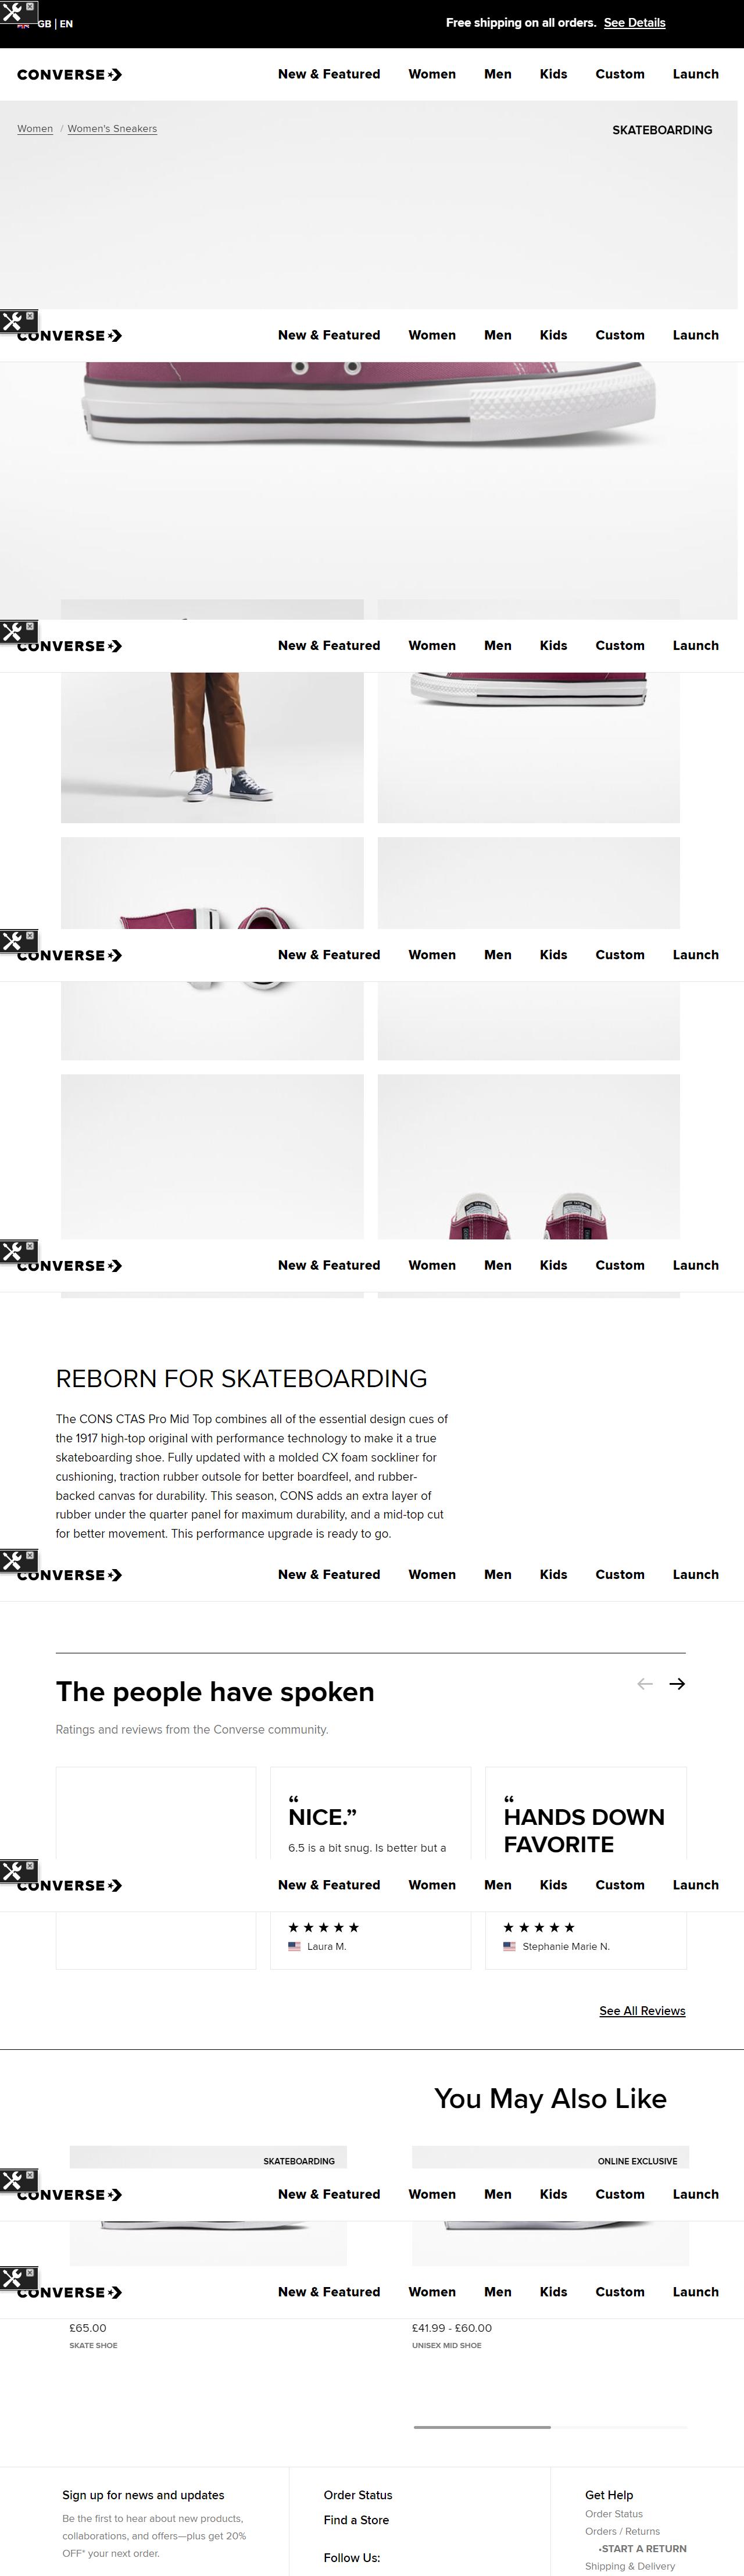 GB | EN
Free shipping on all orders. See Details
CONVERSE
New & Featured Women Men Kids Custom Launch
Women / Women's Sneakers
SKATEBOARDING
CONVERSE
New & Featured Women Men Kids Custom Launch
CONVERSE
New & Featured Women Men Kids Custom Launch
CONVERSE
New & Featured Women Men Kids Custom Launch
CONVERSE
New & Featured Women Men Kids Custom Launch
REBORN FOR SKATEBOARDING
The CONS CTAS Pro Mid Top combines all of the essential design cues of
the 1917 high-top original with performance technology to make it a true
skateboarding shoe. Fully updated with a molded CX foam sockliner for
cushioning, traction rubber outsole for better boardfeel, and rubber-
backed canvas for durability. This season, CONS adds an extra layer of
rubber under the quarter panel for maximum durability, and a mid-top cut
for better movement. This performance upgrade is ready to go.
CONVERSE
New & Featured Women Men Kids Custom Launch
The people have spoken
Ratings and reviews from the Converse community.
“
NICE.”
6.5 is a bit snug. Is better but a
“
HANDS DOWN
FAVORITE
CONVERSE
New & Featured Women Men Kids Custom Launch
★ ★ ★ ★ ★
Laura M.
★ ★ ★ ★ ★
Stephanie Marie N.
See All Reviews
You May Also Like
SKATEBOARDING
ONLINE EXCLUSIVE
CONVERSE
New & Featured Women Men Kids Custom Launch
CONVERSE
New & Featured Women Men Kids Custom Launch
£65.00
SKATE SHOE
£41.99 - £60.00
UNISEX MID SHOE
Sign up for news and updates
Be the first to hear about new products,
collaborations, and offers—plus get 20%
OFF* your next order.
Order Status
Find a Store
Follow Us:
Get Help
Order Status
Orders / Returns
•START A RETURN
Shipping & Delivery